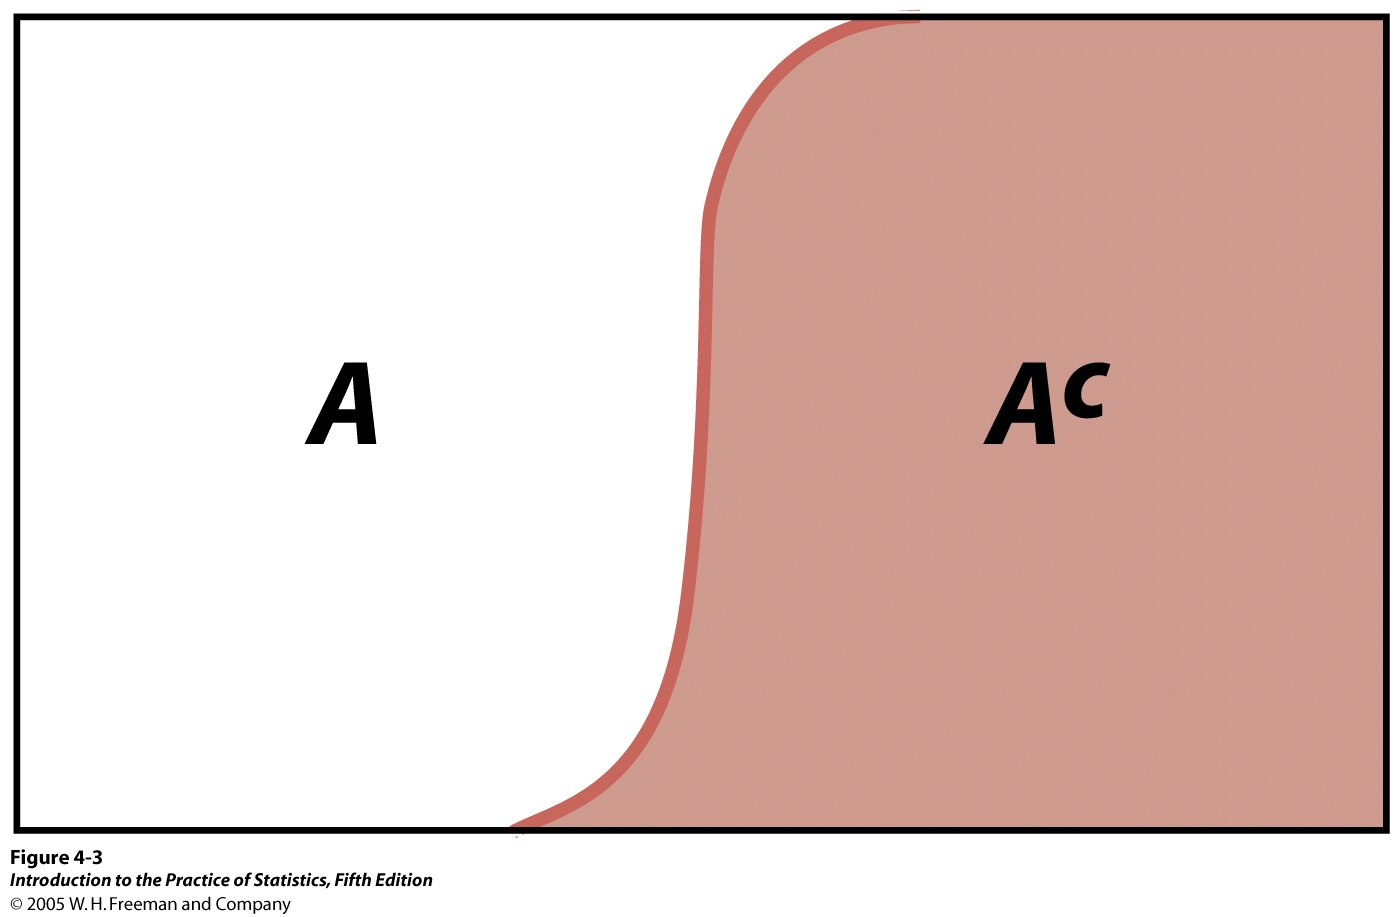 A
Aᶜ
Figure 4-3
Introduction to the Practice of Statistics, Fifth Edition
© 2005 W. H. Freeman and Company